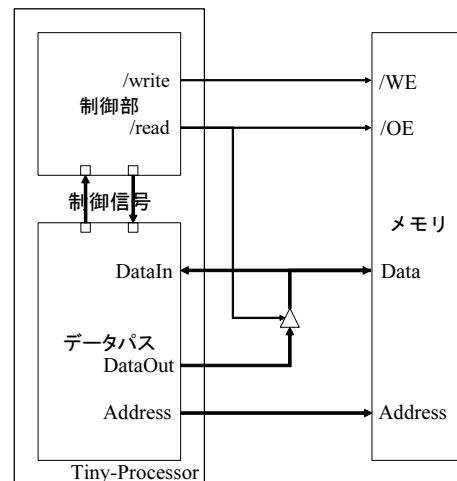 /write
制御部
/read
制御信号
DataIn
データパス
DataOut
Address
Tiny-Processor
/WE
/OE
メモリ
Data
Address